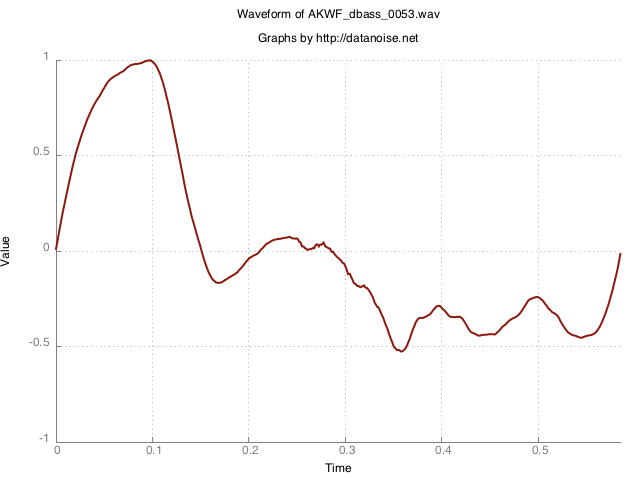 Waveform of AKWF_dbass_0053.wav
Graphs by http://datanoise.net
1
0.5
0
-0.5
-1
Value
0 0.1 0.2 0.3 0.4 0.5
Time